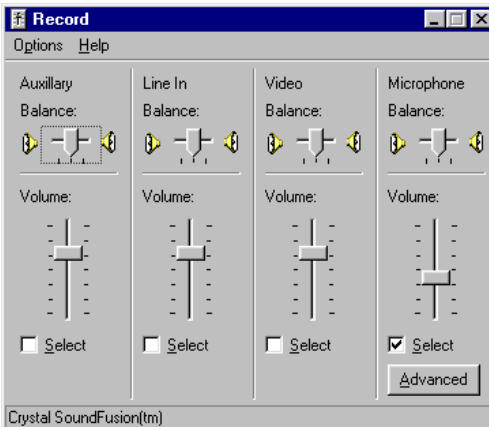 Record
Options Help
Auxillary Line In Video Microphone
Balance: Balance: Balance: Balance:
Volume: Volume: Volume: Volume:
Select Select Select Select
Advanced
Crystal SoundFusion(tm)